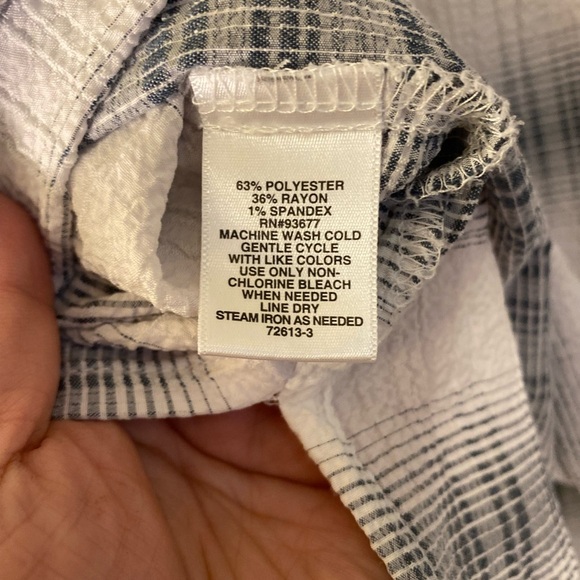 63% POLYESTER
36% RAYON
1% SPANDEX
RN#93677
MACHINE WASH COLD
GENTLE CYCLE
WITH LIKE COLORS
USE ONLY NON-
CHLORINE BLEACH
WHEN NEEDED
LINE DRY
STEAM IRON AS NEEDED
72613-3